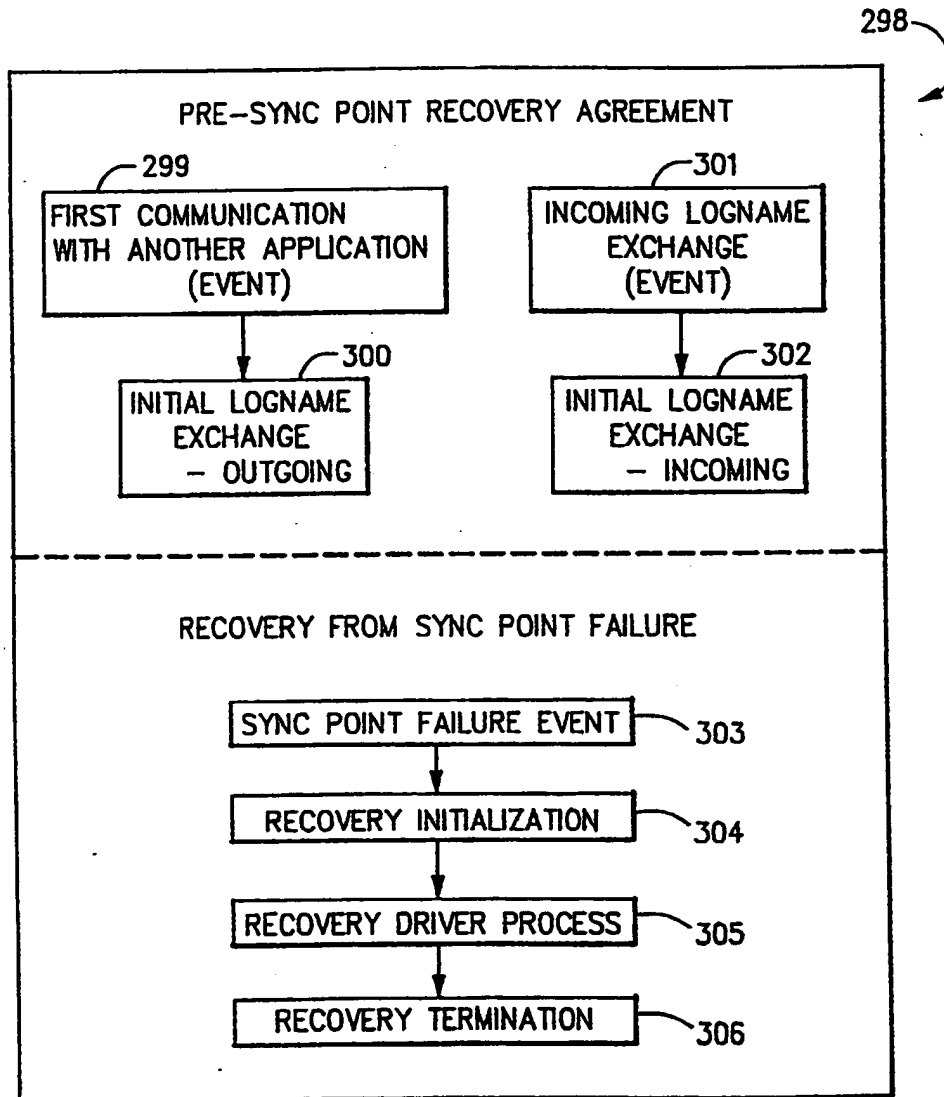 298
PRE-SYNC POINT RECOVERY AGREEMENT
299
FIRST COMMUNICATION
WITH ANOTHER APPLICATION
(EVENT)
301
INCOMING LOGNAME
EXCHANGE
(EVENT)
300
INITIAL LOGNAME
EXCHANGE
- OUTGOING
302
INITIAL LOGNAME
EXCHANGE
- INCOMING
RECOVERY FROM SYNC POINT FAILURE
SYNC POINT FAILURE EVENT
303
RECOVERY INITIALIZATION
304
RECOVERY DRIVER PROCESS
305
RECOVERY TERMINATION
306